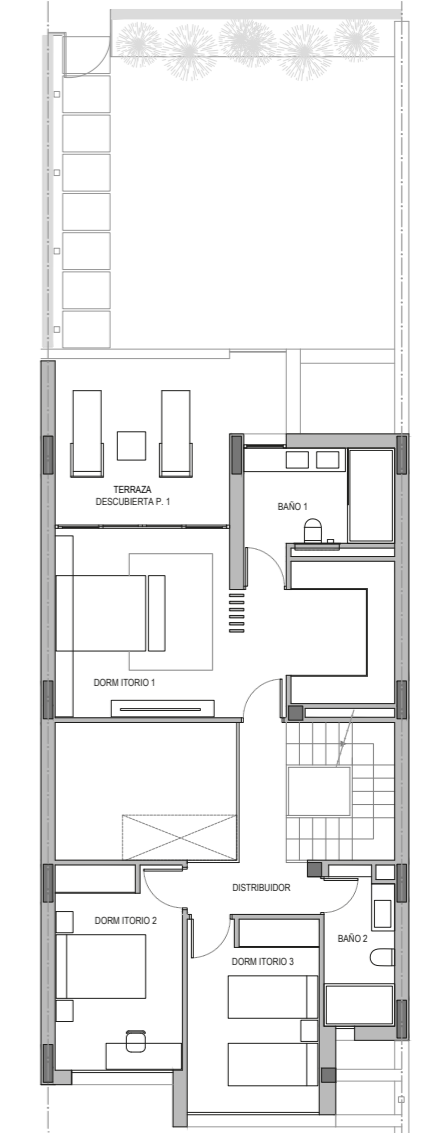 TERRAZA
DESCUBIERTA P. 1
BAÑO 1
DORM ITORIO 1
DISTRIBUIDOR
DORM ITORIO 2
BAÑO 2
DORM ITORIO 3